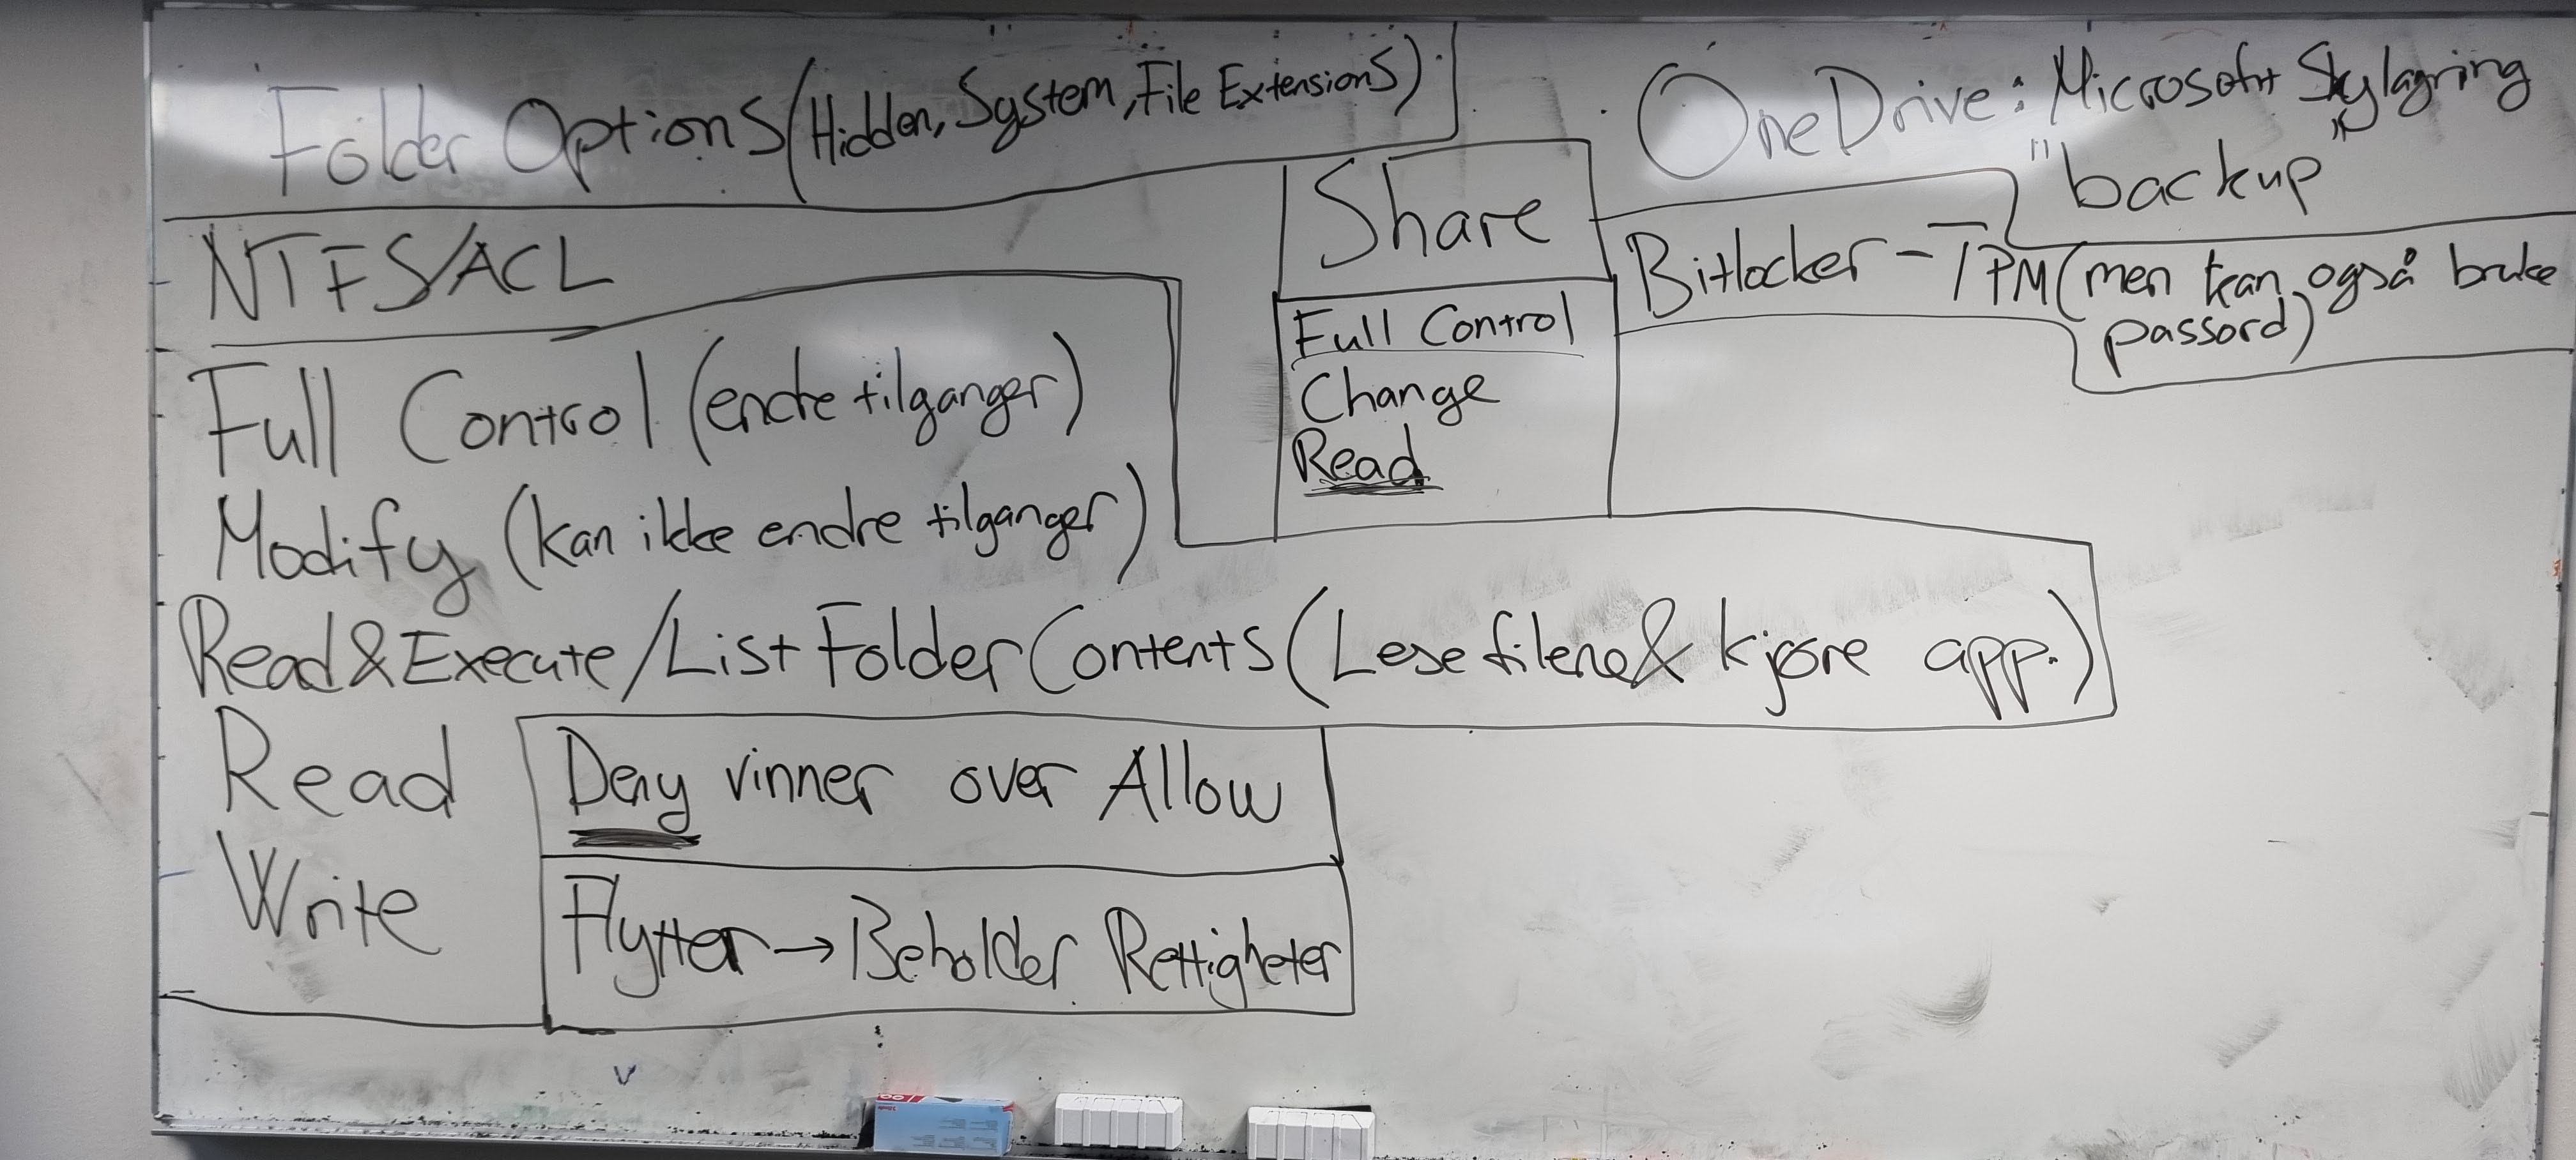 Folder Options (Hidden, System, File Extensions)
OneDrive: Microsoft Skylagring
"backup"
NTFS/ACL
Full Control (endre tilganger)
Modify (kan ikke endre tilganger)
Read & Execute / List Folder Contents (Lese filene & kjøre app.)
Read
Write
Share
Full Control
Change
Read
Bitlocker - TPM (men kan også bruke
passord)
Deny vinner over Allow
Flytter → Beholder Rettigheter